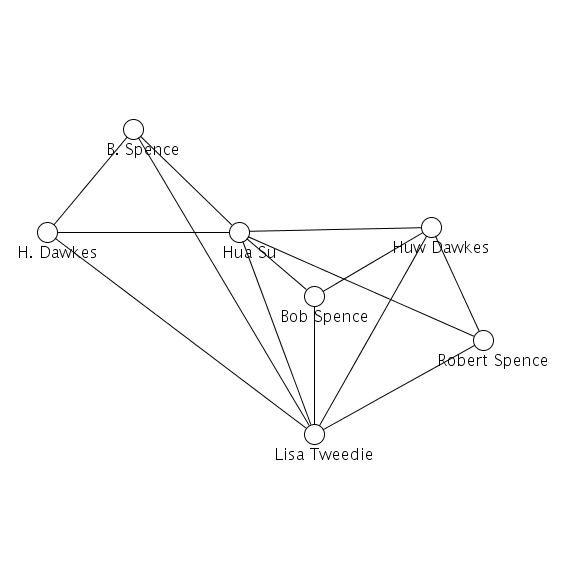 B. Spence
H. Dawkes
Hua Su
Huw Dawkes
Bob Spence
Robert Spence
Lisa Tweedie